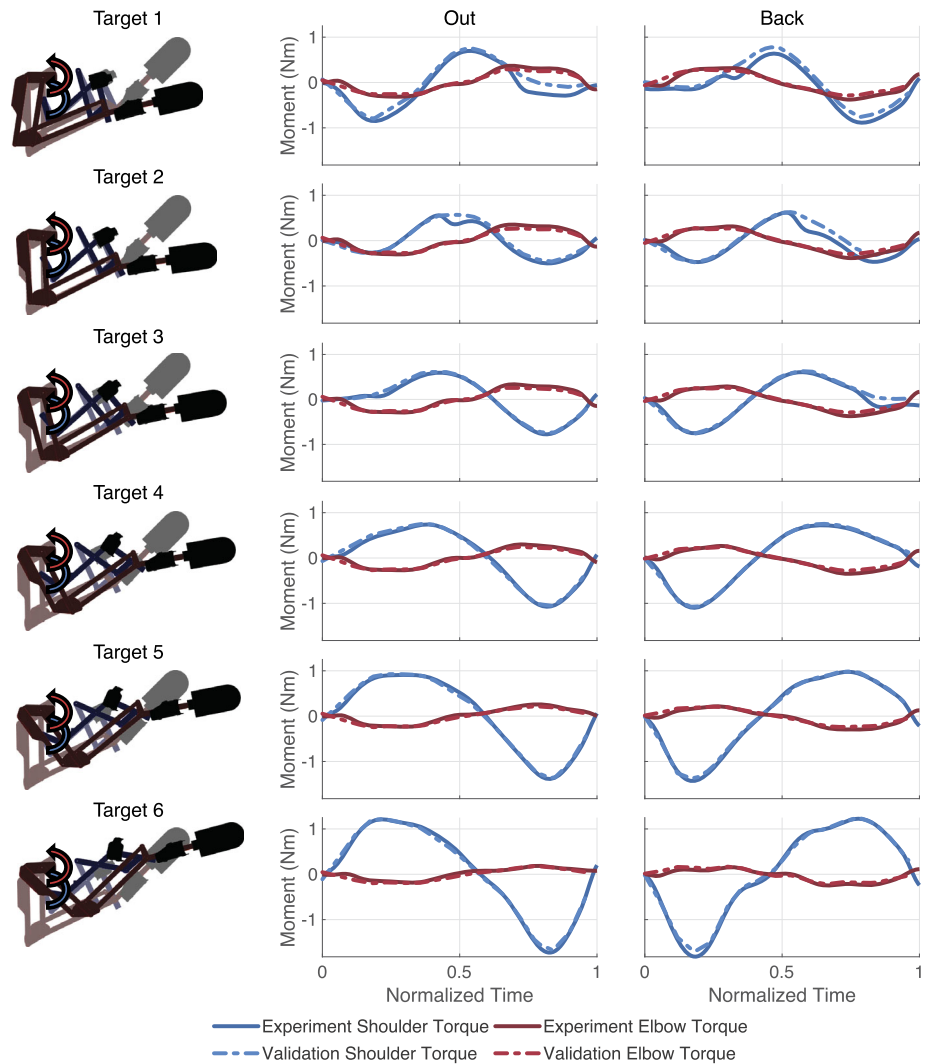 Target 1
Out
Back
Moment (Nm)
1
0
-1
Target 2
Moment (Nm)
1
0
-1
Target 3
Moment (Nm)
1
0
-1
Target 4
Moment (Nm)
1
0
-1
Target 5
Moment (Nm)
1
0
-1
Target 6
Moment (Nm)
1
0
-1
0 0.5 1
0 0.5 1
Normalized Time
Normalized Time
Experiment Shoulder Torque
Experiment Elbow Torque
Validation Shoulder Torque
Validation Elbow Torque